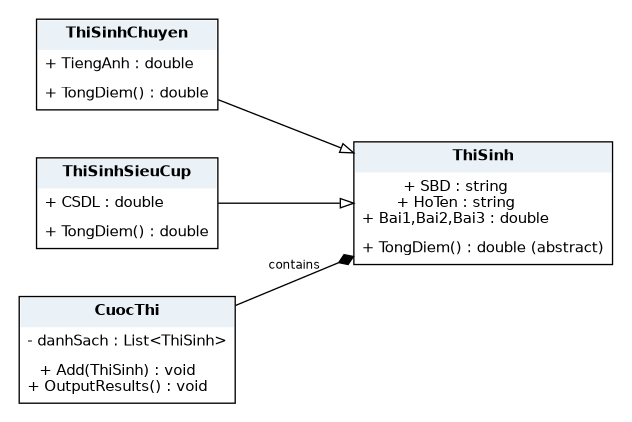 ThiSinhChuyen
+ TiengAnh : double
+ TongDiem() : double
ThiSinhSieuCup
+ CSDL : double
+ TongDiem() : double
ThiSinh
+ SBD : string
+ HoTen : string
+ Bai1,Bai2,Bai3 : double
+ TongDiem() : double (abstract)
contains
CuocThi
- danhSach : List<ThiSinh>
+ Add(ThiSinh) : void
+ OutputResults() : void